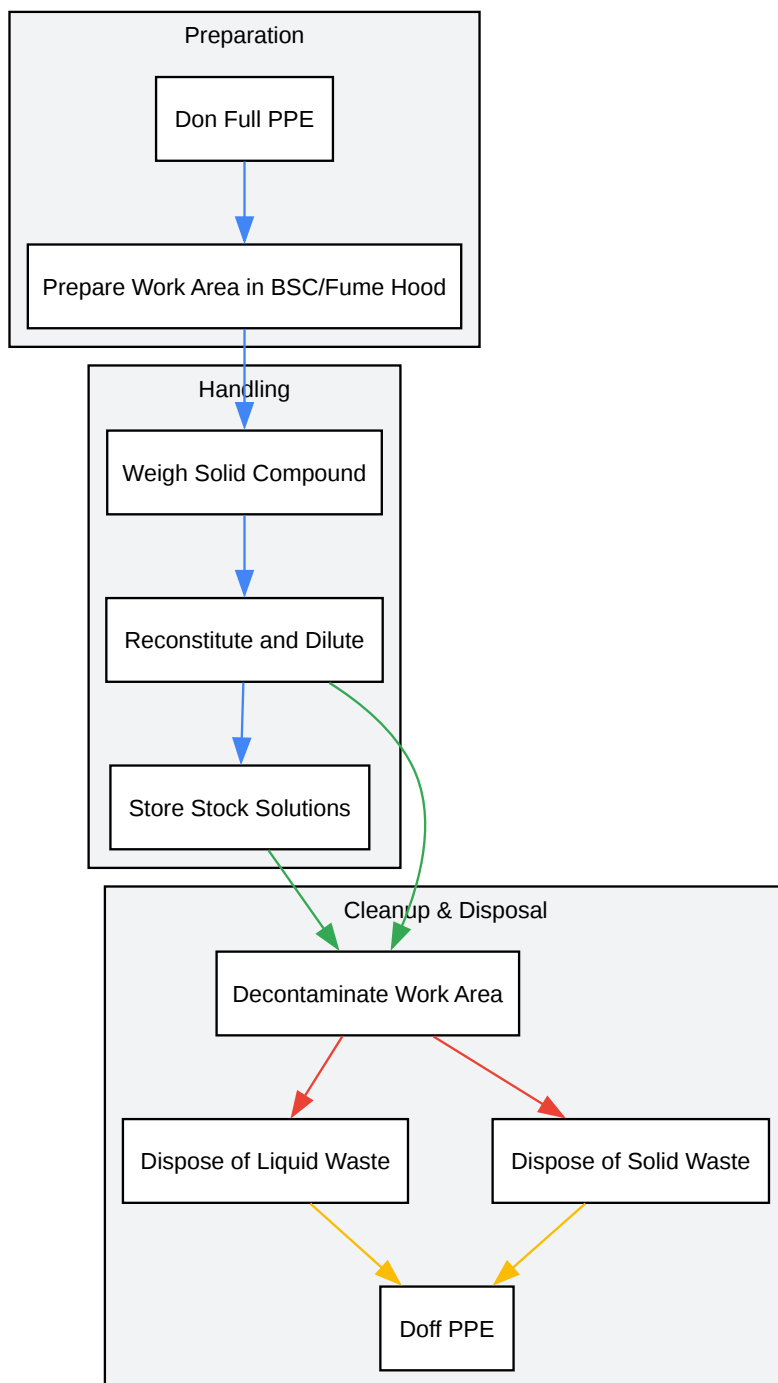 Preparation
Don Full PPE
Prepare Work Area in BSC/Fume Hood
Handling
Weigh Solid Compound
Reconstitute and Dilute
Store Stock Solutions
Cleanup & Disposal
Decontaminate Work Area
Dispose of Liquid Waste
Dispose of Solid Waste
Doff PPE